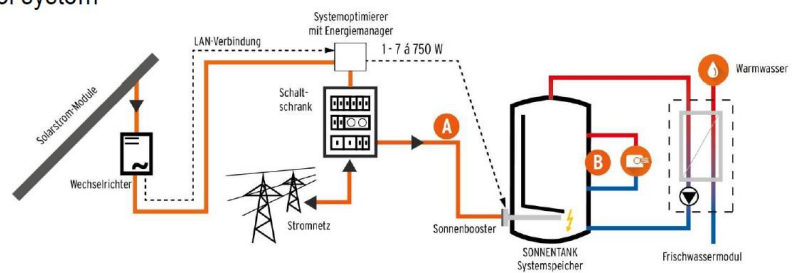 system
Systemoptimierer
mit Energiemanager
LAN-Verbindung
1 - 7 á 750 W
Solarstrom-Module
Schalt-
schrank
A
Warmwasser
B
Wechselrichter
Stromnetz
Sonnenbooster
SONNENTANK
Systemspeicher
Frischwassermodul